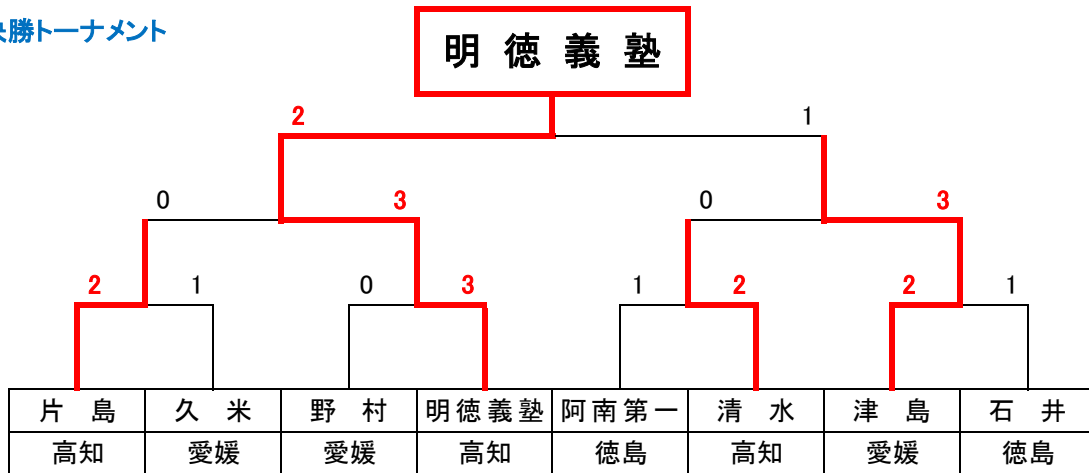 決勝トーナメント
明徳義塾
2 1
0 3 0 3
2 1 0 3 1 2 2 1
片島 久米 野村 明徳義塾 阿南第一 清水 津島 石井
高知 愛媛 愛媛 高知 徳島 高知 愛媛 徳島